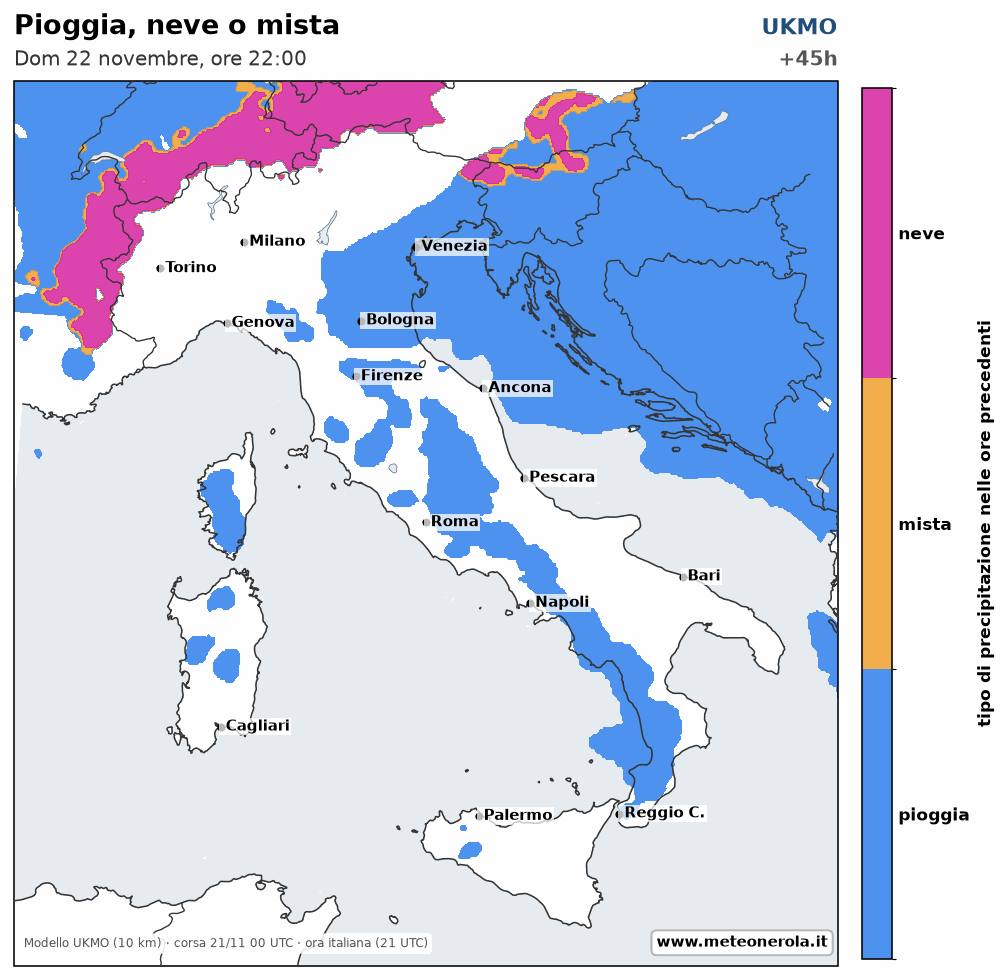 Pioggia, neve o mista
UKMO
Dom 22 novembre, ore 22:00
+45h
neve
Venezia
Milano
Torino
Bologna
Genova
Firenze
Ancona
Pescara
Roma
mista
Bari
Napoli
Cagliari
Palermo
Reggio C.
pioggia
tipo di precipitazione nelle ore precedenti
Modello UKMO (10 km) · corsa 21/11 00 UTC · ora italiana (21 UTC)
www.meteonerola.it